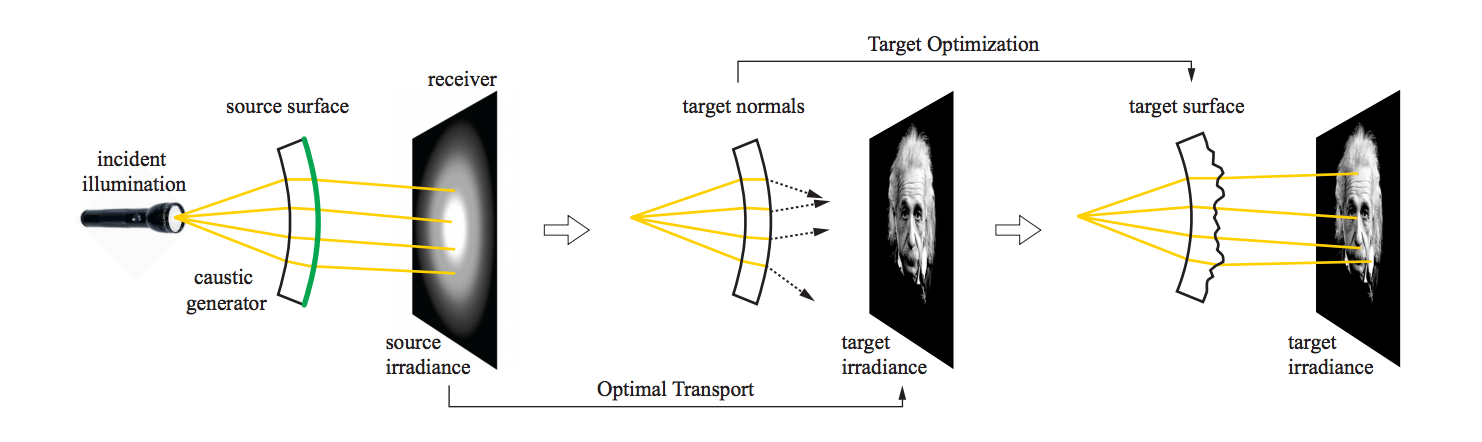 Target Optimization
receiver
source surface
target normals
target surface
incident
illumination
caustic
generator
source
irradiance
target
irradiance
target
irradiance
Optimal Transport